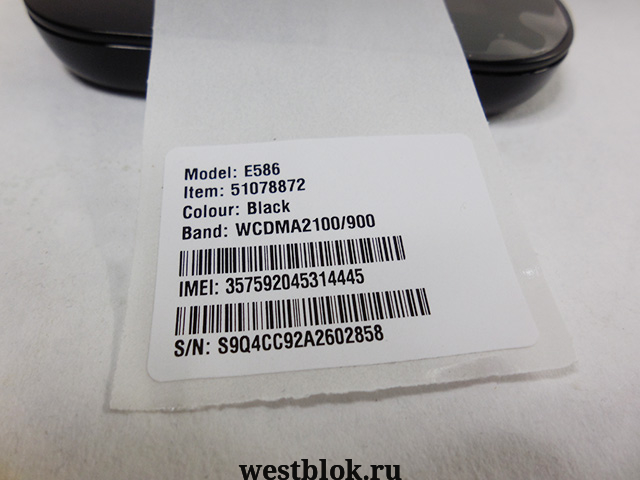 Model: E586
Item: 51078872
Colour: Black
Band: WCDMA2100/900
IMEI: 357592045314445
S/N: S9Q4CC92A2602858
westblok.ru